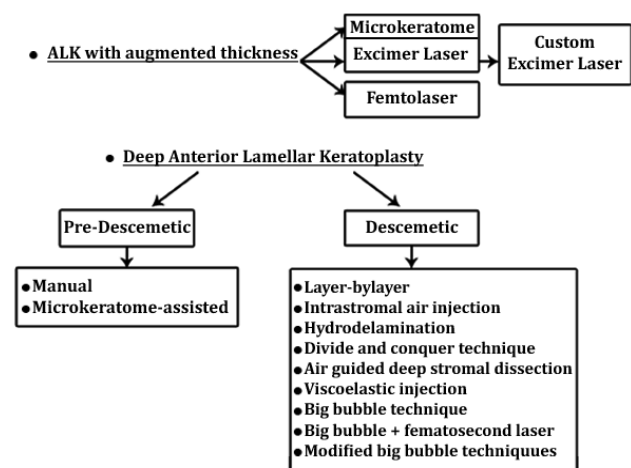 Microkeratome
• ALK with augmented thickness
Excimer Laser
Custom
Excimer Laser
Femtolaser
• Deep Anterior Lamellar Keratoplasty
Pre-Descemetic
Descemetic
• Manual
• Microkeratome-assisted
• Layer-bylayer
• Intrastromal air injection
• Hydrodelamination
• Divide and conquer technique
• Air guided deep stromal dissection
• Viscoelastic injection
• Big bubble technique
• Big bubble + fematosecond laser
• Modified big bubble techniquues